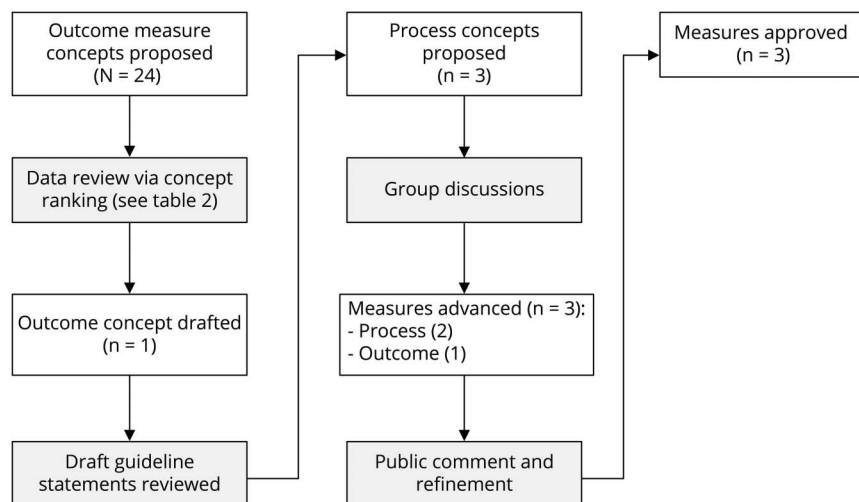 Outcome measure
concepts proposed
(N = 24)
Data review via concept
ranking (see table 2)
Outcome concept drafted
(n = 1)
Draft guideline
statements reviewed
Process concepts
proposed
(n = 3)
Group discussions
Measures advanced (n = 3):
- Process (2)
- Outcome (1)
Public comment and
refinement
Measures approved
(n = 3)